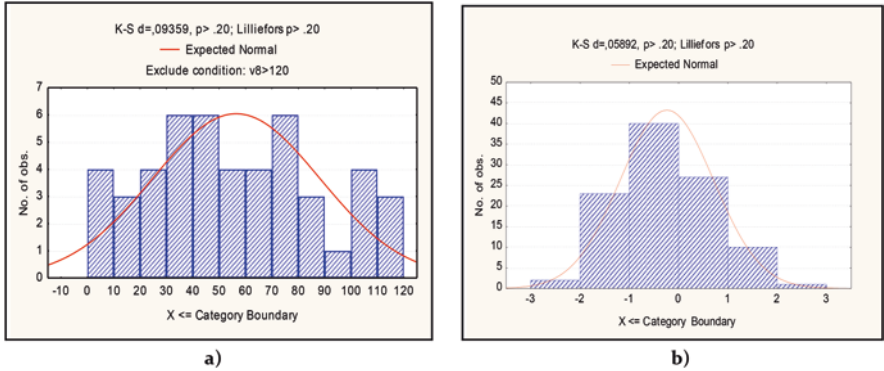 K-S d=,09359, p> .20; Lilliefors p> .20
Expected Normal
Exclude condition: v8>120
7
6
5
4
3
2
1
0
No. of obs.
-10 0 10 20 30 40 50 60 70 80 90 100 110 120
X <= Category Boundary
a)
K-S d=,05892, p> .20; Lilliefors p> .20
Expected Normal
50
45
40
35
30
25
20
15
10
5
0
No. of obs.
-3 -2 -1 0 1 2 3
X <= Category Boundary
b)